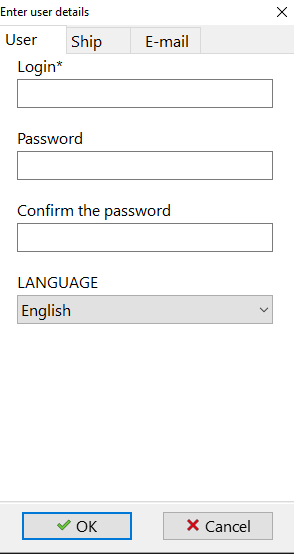 Enter user details
User Ship E-mail
Login*
Password
Confirm the password
LANGUAGE
English
OK Cancel